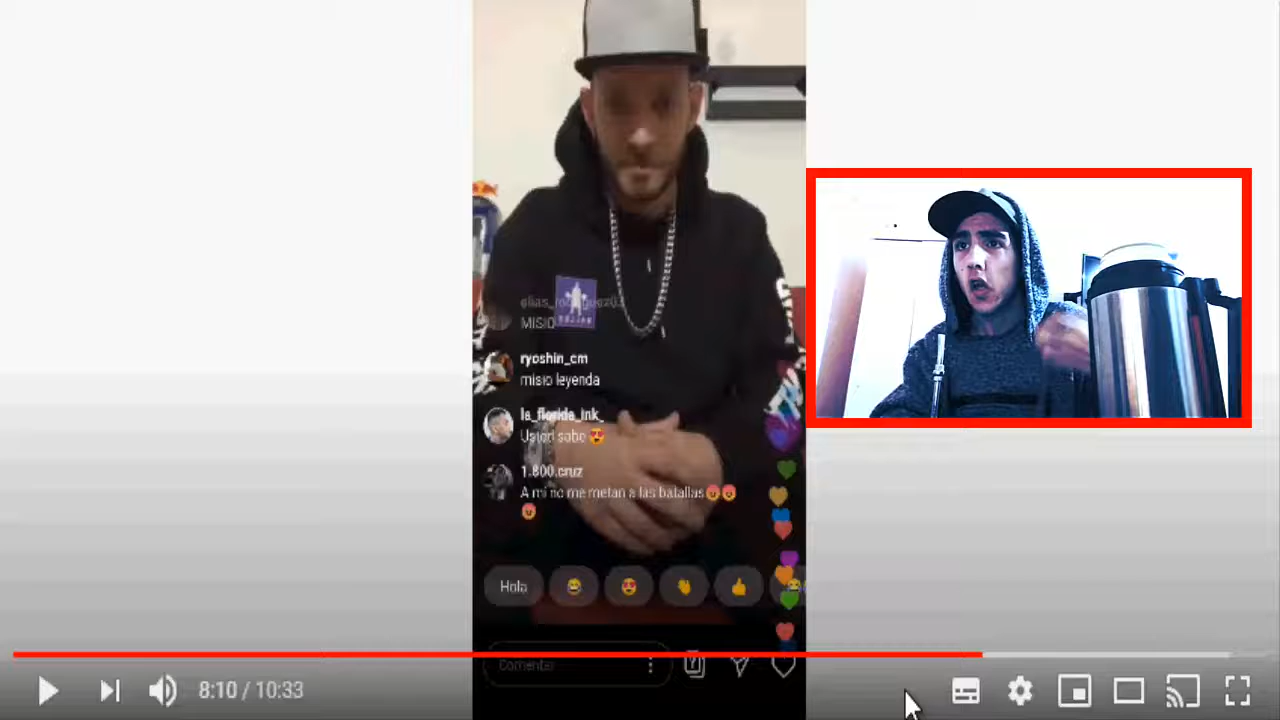 MISIO
ryoshin_cm
misio leyenda
la_florida_ink_
Usted sabe 😍
1.800.cruz
A mi no me metan a las batallas😡😡
😡
Hola
Comentar
8:10 / 10:33